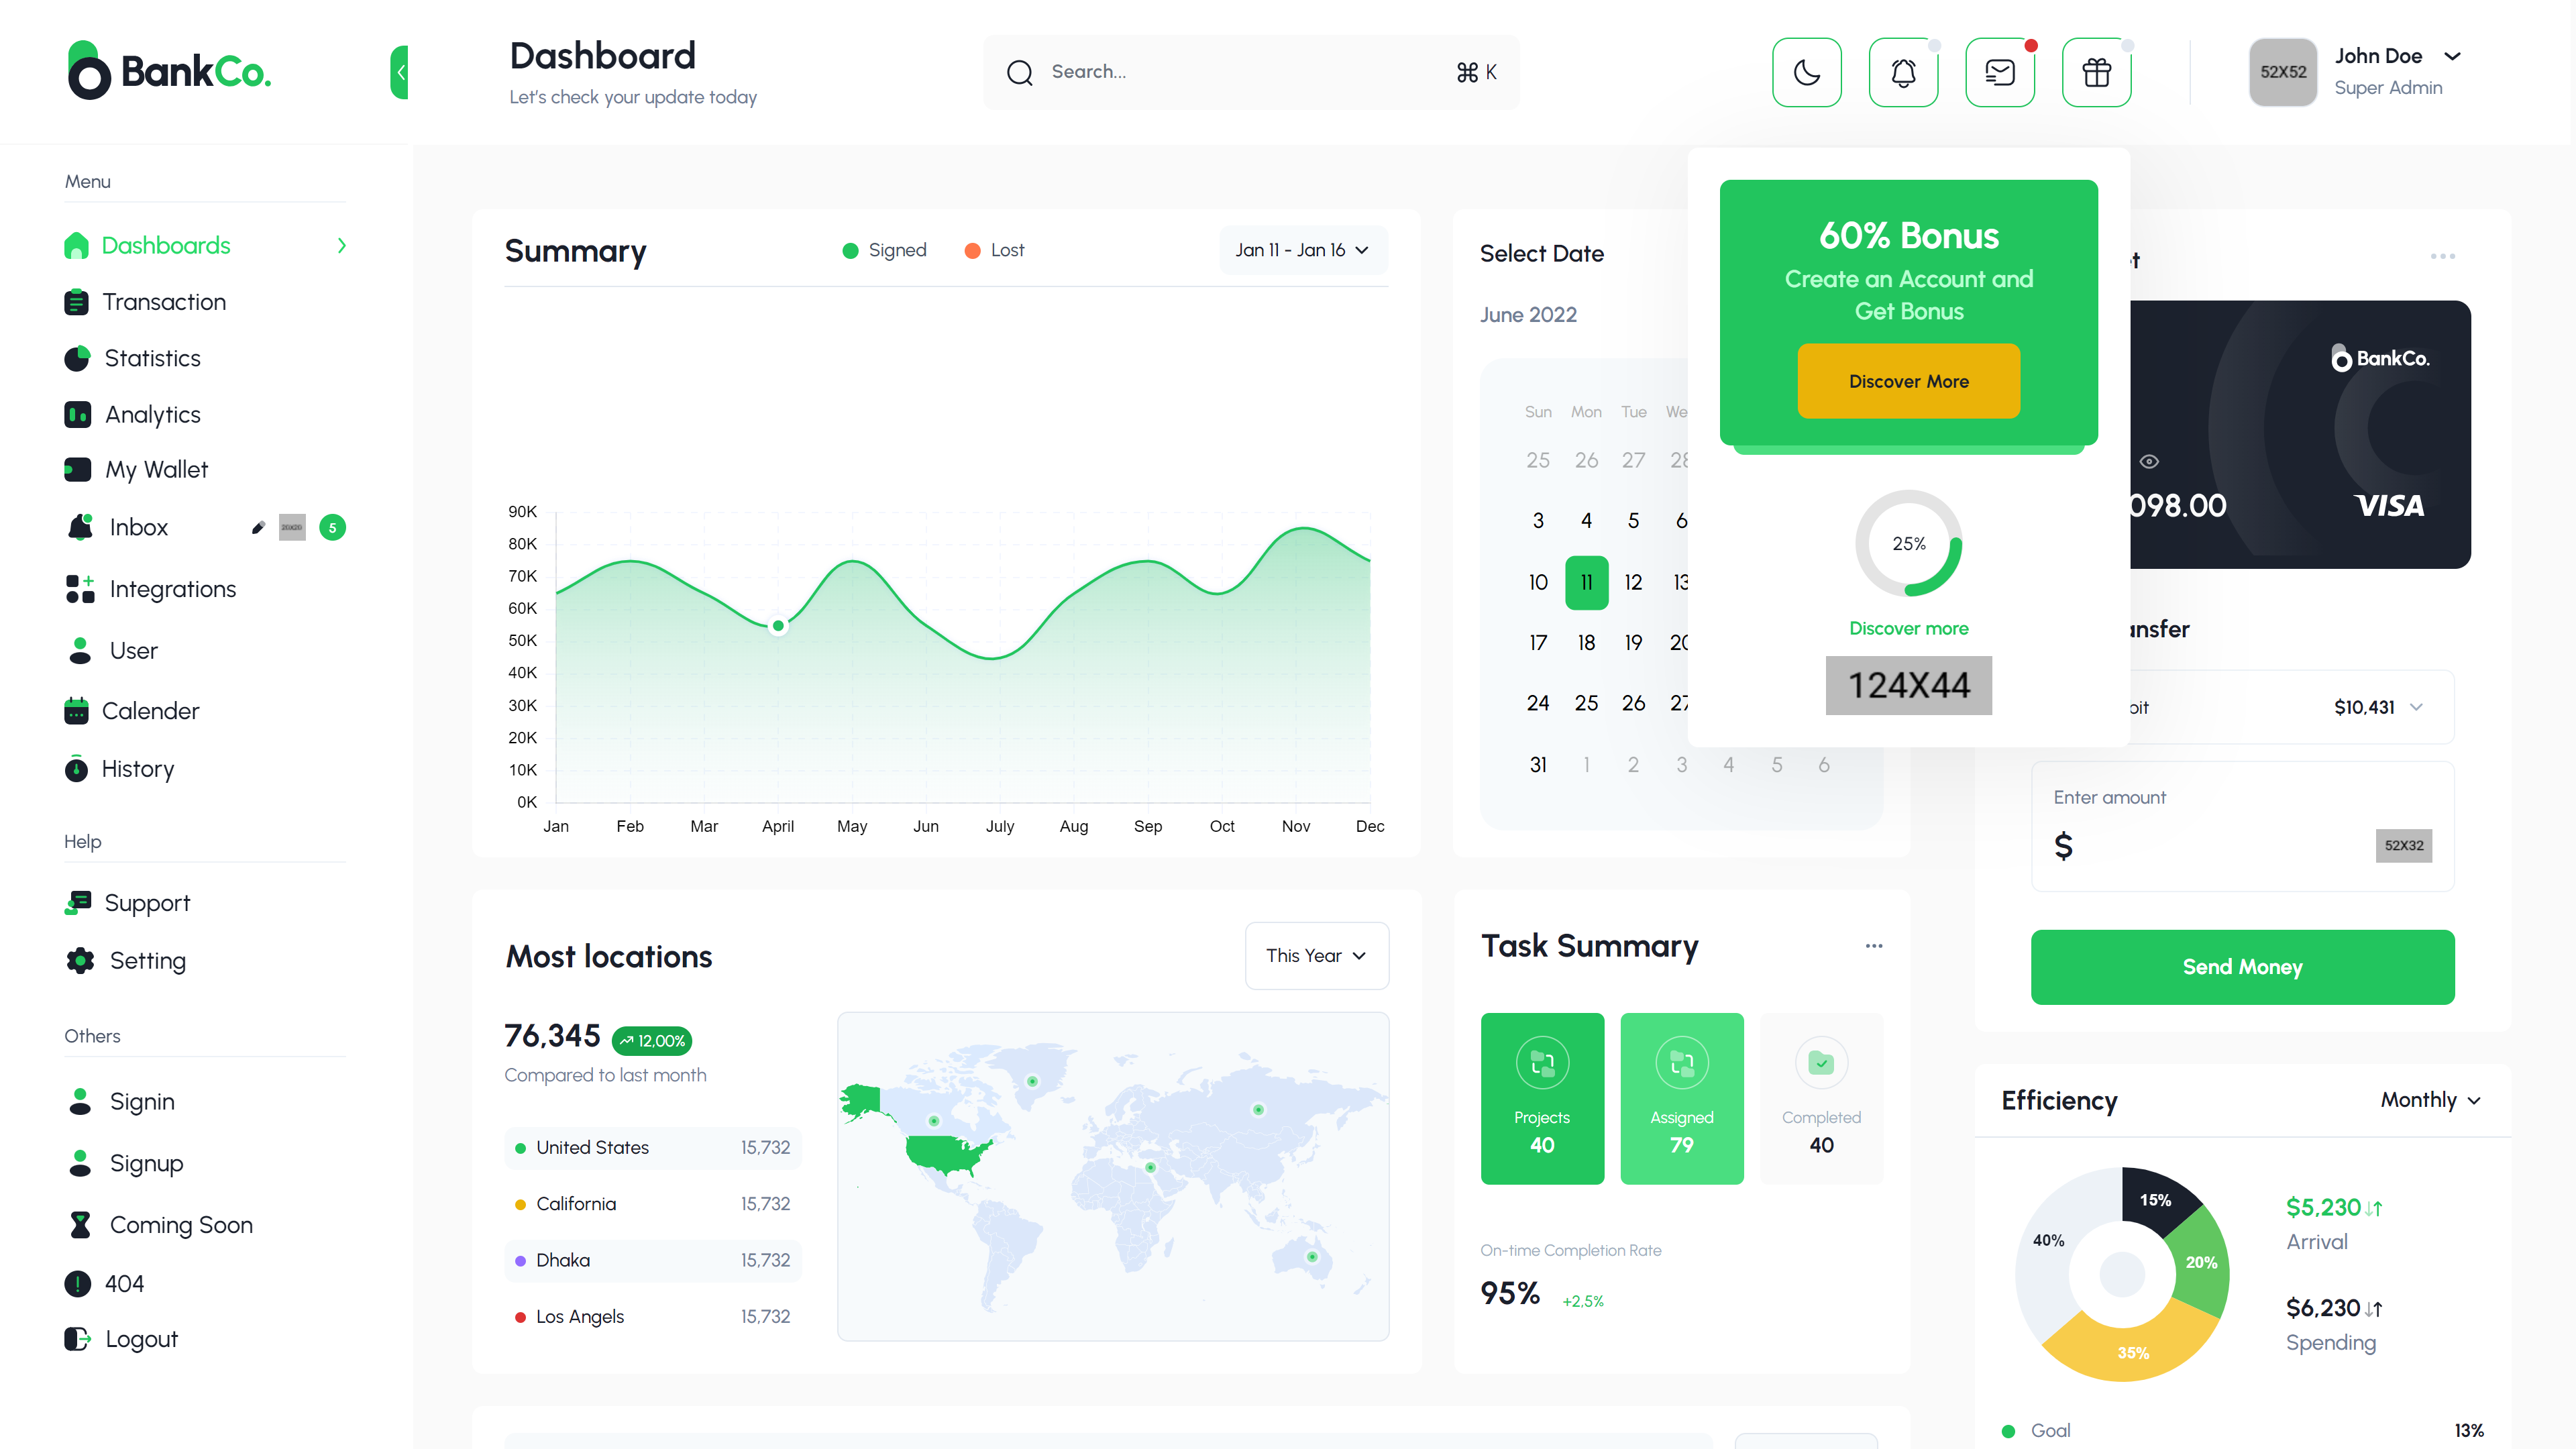 BankCo.
Dashboard
Let's check your update today
Search...
⌘ K
52X52
John Doe
Super Admin
Menu
Dashboards
Transaction
Statistics
Analytics
My Wallet
Inbox
20X20
5
Integrations
User
Calender
History
Help
Support
Setting
Others
Signin
Signup
Coming Soon
404
Logout
Summary
Signed
Lost
Jan 11 - Jan 16
90K
80K
70K
60K
50K
40K
30K
20K
10K
0K
Jan Feb Mar April May Jun July Aug Sep Oct Nov Dec
Select Date
June 2022
Sun Mon Tue We
25 26 27 28
3 4 5 6
10 11 12 13
17 18 19 20
24 25 26 27
31 1 2 3 4 5 6
60% Bonus
Create an Account and
Get Bonus
Discover More
25%
Discover more
124X44
et
BankCo.
098.00
VISA
ansfer
bit
$10,431
Enter amount
$
52X32
Send Money
Most locations
This Year
76,345
12,00%
Compared to last month
United States 15,732
California 15,732
Dhaka 15,732
Los Angels 15,732
Task Summary
Projects
40
Assigned
79
Completed
40
On-time Completion Rate
95% +2,5%
Efficiency
Monthly
15%
20%
35%
40%
$5,230
Arrival
$6,230
Spending
Goal 13%